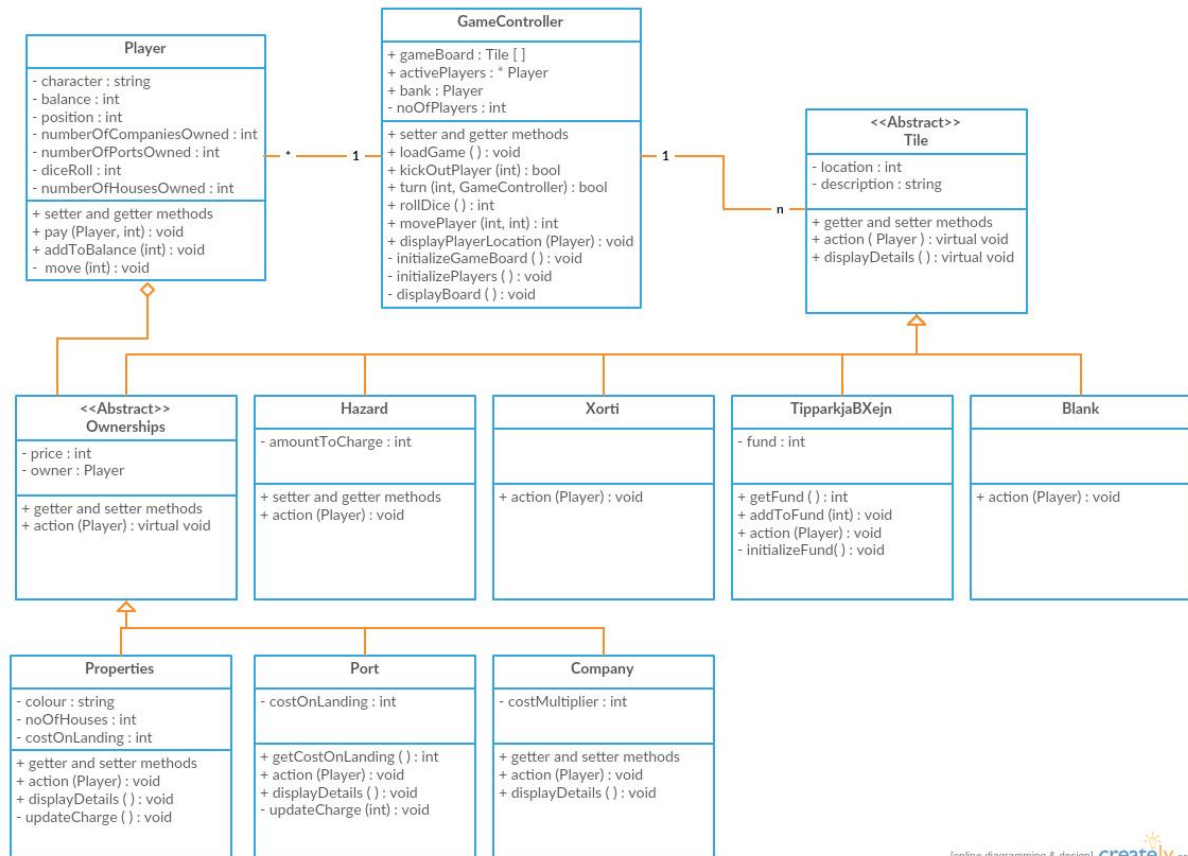 Player
- character : string
- balance : int
- position : int
- numberOfCompaniesOwned : int
- numberOfPortsOwned : int
- diceRoll : int
- numberOfHousesOwned : int
+ setter and getter methods
+ pay (Player, int) : void
+ addToBalance (int) : void
- move (int) : void
*
1
GameController
+ gameBoard : Tile [ ]
+ activePlayers : * Player
+ bank : Player
- noOfPlayers : int
+ setter and getter methods
+ loadGame ( ) : void
+ kickOutPlayer (int) : bool
+ turn (int, GameController) : bool
+ rollDice ( ) : int
+ movePlayer (int, int) : int
+ displayPlayerLocation (Player) : void
- initializeGameBoard ( ) : void
- initializePlayers ( ) : void
- displayBoard ( ) : void
1
n
<<Abstract>>
Tile
- location : int
- description : string
+ getter and setter methods
+ action ( Player ) : virtual void
+ displayDetails ( ) : virtual void
<<Abstract>>
Ownerships
- price : int
- owner : Player
+ getter and setter methods
+ action (Player) : virtual void
Hazard
- amountToCharge : int
+ setter and getter methods
+ action (Player) : void
Xorti
+ action (Player) : void
TipparkjaBXejn
- fund : int
+ getFund ( ) : int
+ addToFund (int) : void
+ action (Player) : void
- initializeFund( ) : void
Blank
+ action (Player) : void
Properties
- colour : string
- noOfHouses : int
- costOnLanding : int
+ getter and setter methods
+ action (Player) : void
+ displayDetails ( ) : void
- updateCharge ( ) : void
Port
- costOnLanding : int
+ getCostOnLanding ( ) : int
+ action (Player) : void
+ displayDetails ( ) : void
- updateCharge (int) : void
Company
- costMultiplier : int
+ getter and setter methods
+ action (Player) : void
+ displayDetails ( ) : void
[online diagramming & design] creately